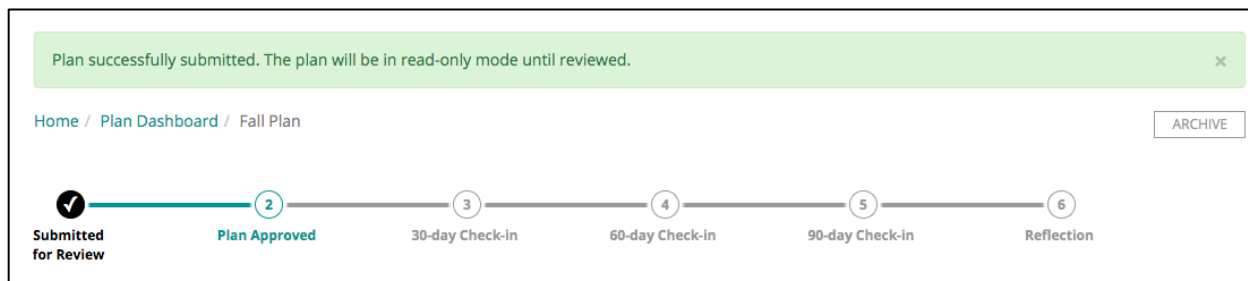 Plan successfully submitted. The plan will be in read-only mode until reviewed. ×
Home / Plan Dashboard / Fall Plan ARCHIVE
2 3 4 5 6
Submitted Plan Approved 30-day Check-in 60-day Check-in 90-day Check-in Reflection
for Review